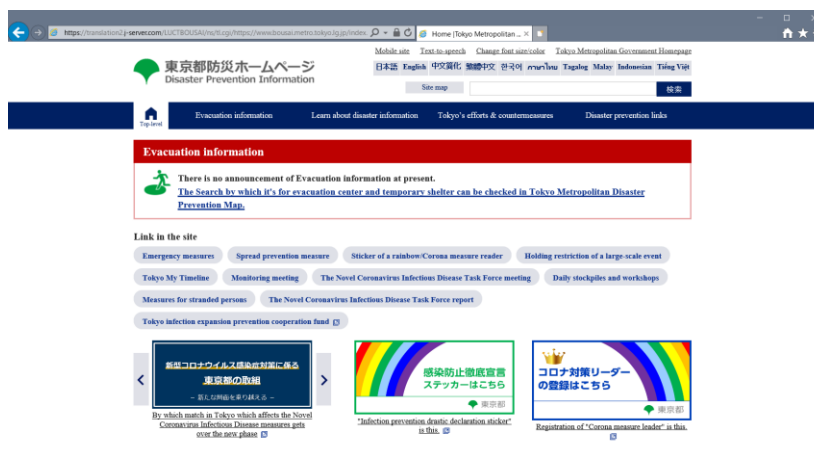 https://translation2.j-server.com/LUCTBOUSAI/ns/tl.cgi/https://www.bousai.metro.tokyo.lg.jp/index.
Home |Tokyo Metropolitan ...
Mobile site Text-to-speech Change font size/color Tokyo Metropolitan Government Homepage
東京都防災ホームページ
Disaster Prevention Information
日本語 English 中文简化 繁體中文 한국어 ภาษาไทย Tagalog Malay Indonesian Tiếng Việt
Site map 検索
Top-level Evacuation information Learn about disaster information Tokyo's efforts & countermeasures Disaster prevention links
Evacuation information
There is no announcement of Evacuation information at present.
The Search by which it's for evacuation center and temporary shelter can be checked in Tokyo Metropolitan Disaster
Prevention Map.
Link in the site
Emergency measures Spread prevention measure Sticker of a rainbow/Corona measure reader Holding restriction of a large-scale event
Tokyo My Timeline Monitoring meeting The Novel Coronavirus Infectious Disease Task Force meeting Daily stockpiles and workshops
Measures for stranded persons The Novel Coronavirus Infectious Disease Task Force report
Tokyo infection expansion prevention cooperation fund
新型コロナウイルス感染症対策に係る
東京都の取組
– 新たな局面を乗り越える –
By which match in Tokyo which affects the Novel
Coronavirus Infectious Disease measures gets
over the new phase
感染防止徹底宣言
ステッカーはこちら
東京都
"Infection prevention drastic declaration sticker"
is this.
コロナ対策リーダー
の登録はこちら
東京都
Registration of "Corona measure leader" is this.